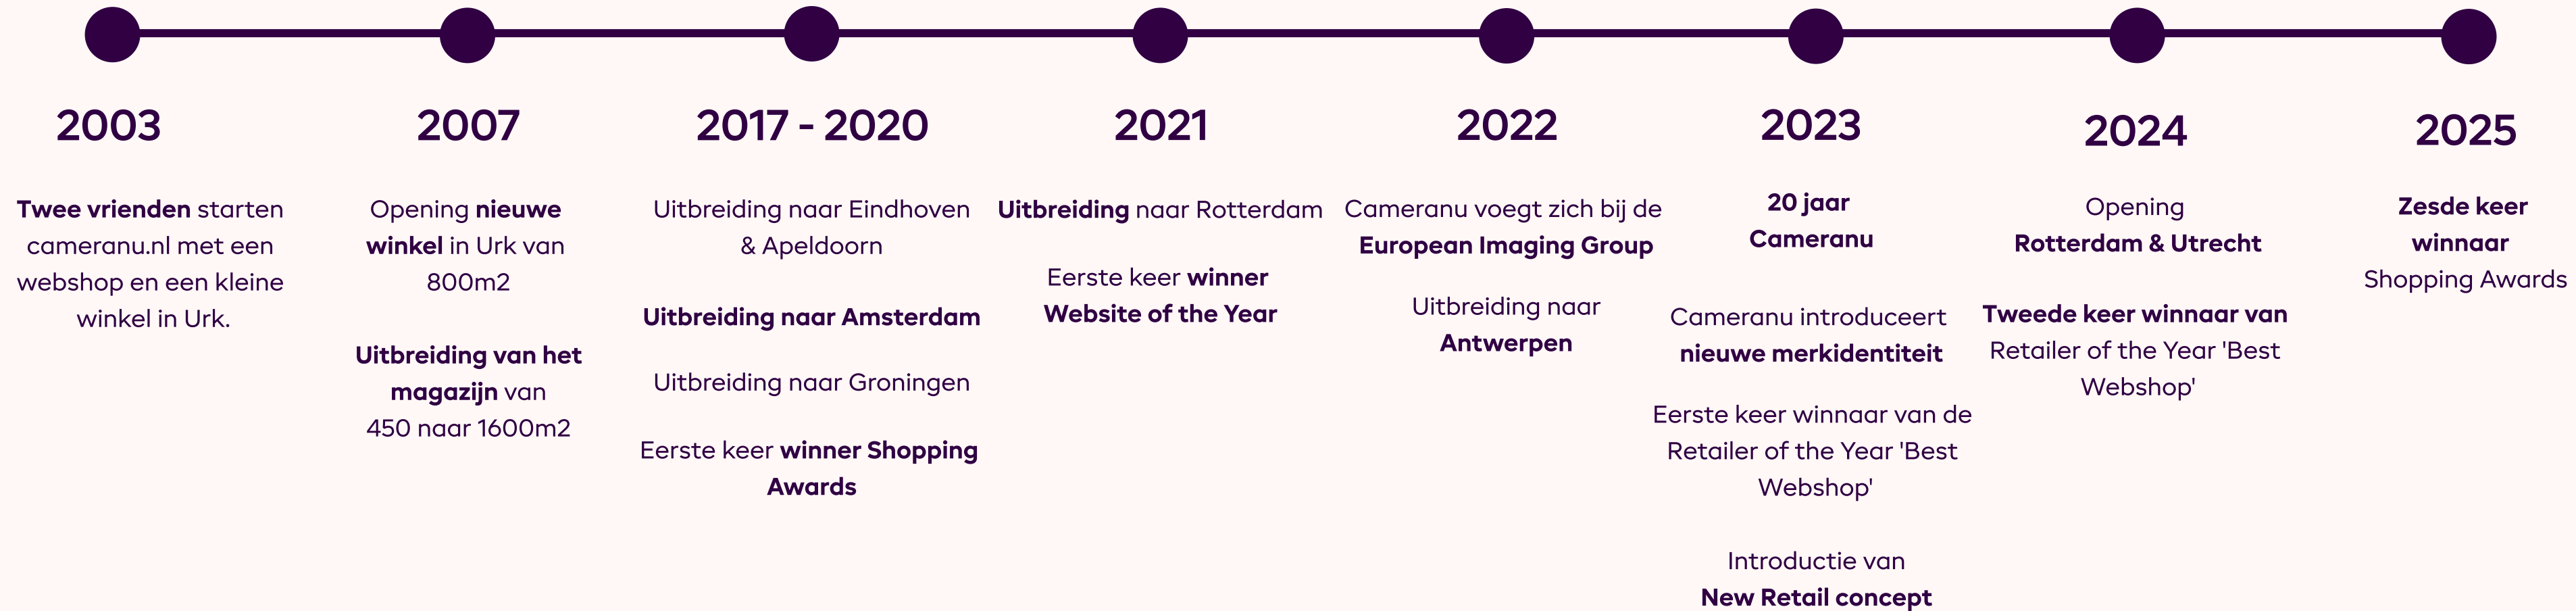 2003
Twee vrienden starten
cameranu.nl met een
webshop en een kleine
winkel in Urk.
2007
Opening nieuwe
winkel in Urk van
800m2
Uitbreiding van het
magazijn van
450 naar 1600m2
2017 - 2020
Uitbreiding naar Eindhoven
& Apeldoorn
Uitbreiding naar Amsterdam
Uitbreiding naar Groningen
Eerste keer winner Shopping
Awards
2021
Uitbreiding naar Rotterdam
Eerste keer winner
Website of the Year
2022
Cameranu voegt zich bij de
European Imaging Group
Uitbreiding naar
Antwerpen
2023
20 jaar
Cameranu
Cameranu introduceert
nieuwe merkidentiteit
Eerste keer winnaar van de
Retailer of the Year 'Best
Webshop'
Introductie van
New Retail concept
2024
Opening
Rotterdam & Utrecht
Tweede keer winnaar van
Retailer of the Year 'Best
Webshop'
2025
Zesde keer
winnaar
Shopping Awards